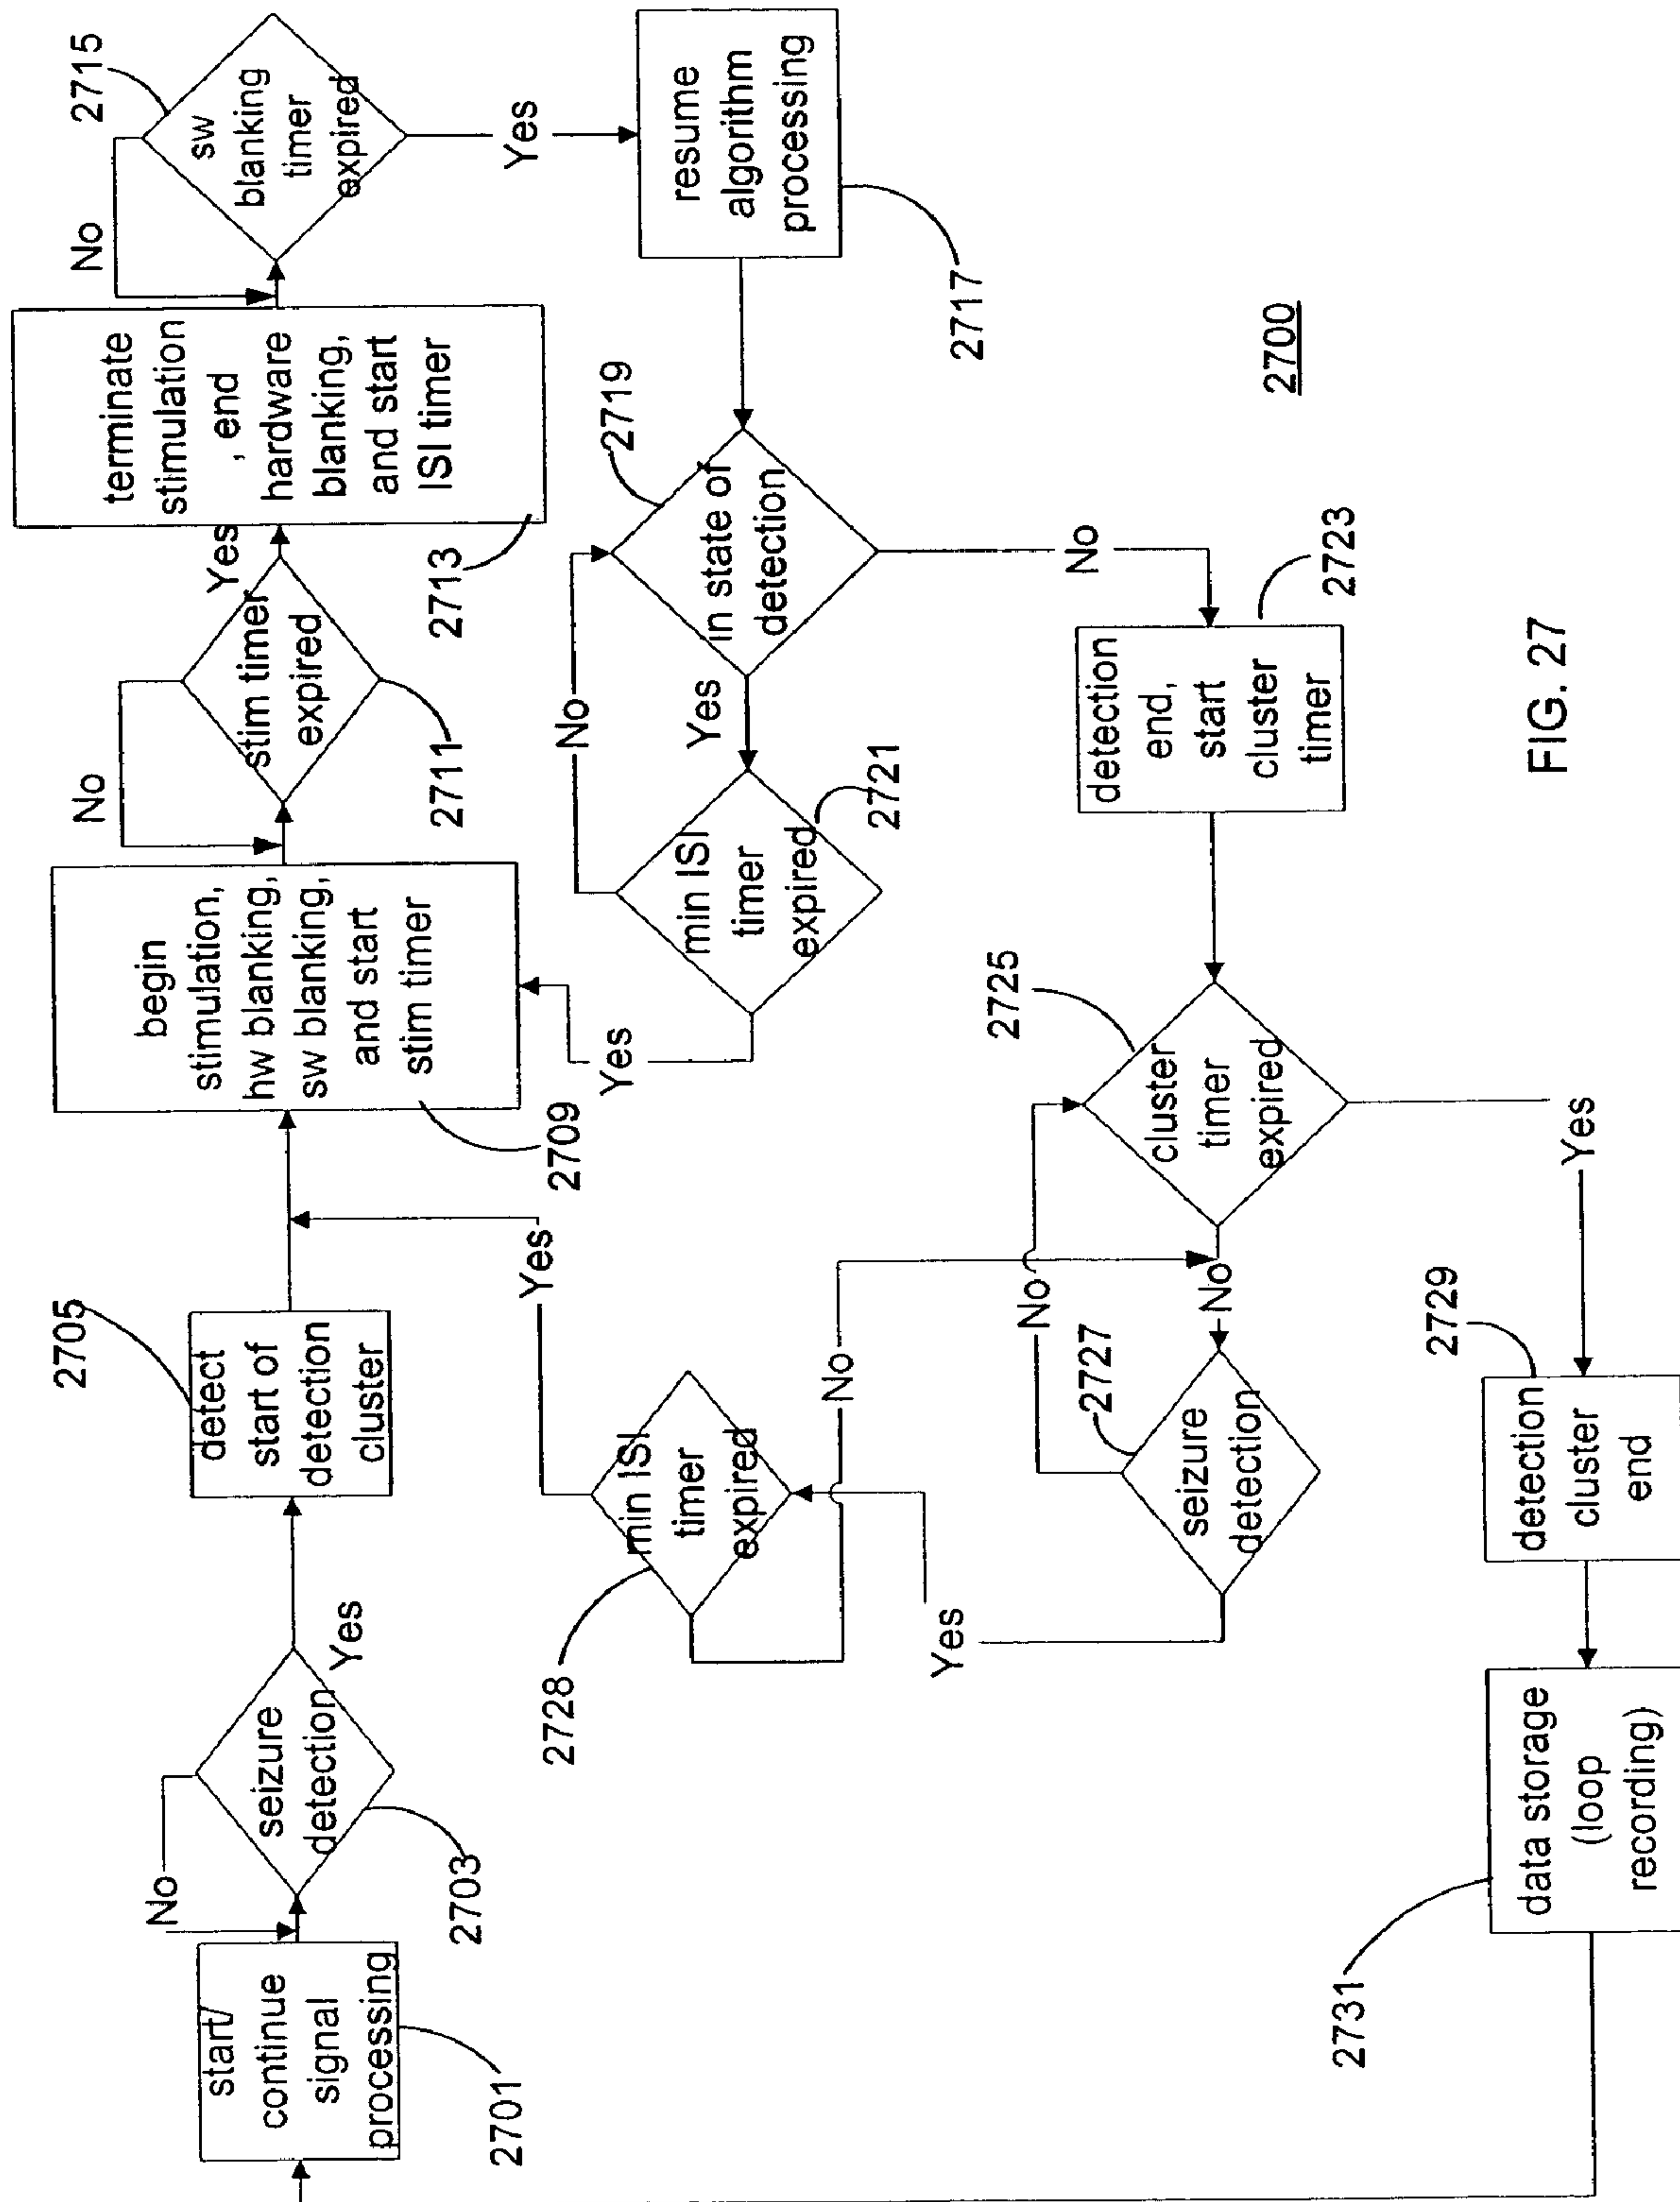 start/
continue
signal
processing
2701
No
seizure
detection
2703
Yes
detect
start of
detection
cluster
2705
begin
stimulation,
hw blanking,
sw blanking,
and start
stim timer
2709
No
stim timer
expired
2711
Yes
terminate
stimulation
, end
hardware
blanking,
and start
ISI timer
2713
No
sw
blanking
timer
expired
2715
Yes
resume
algorithm
processing
2717
in state of
detection
2719
Yes
No
min ISI
timer
expired
2721
No
Yes
detection
end,
start
cluster
timer
2723
cluster
timer
expired
2725
No
Yes
seizure
detection
2727
No
Yes
min ISI
timer
expired
2728
No
Yes
detection
cluster
end
2729
data storage
(loop
recording)
2731
2700
FIG. 27